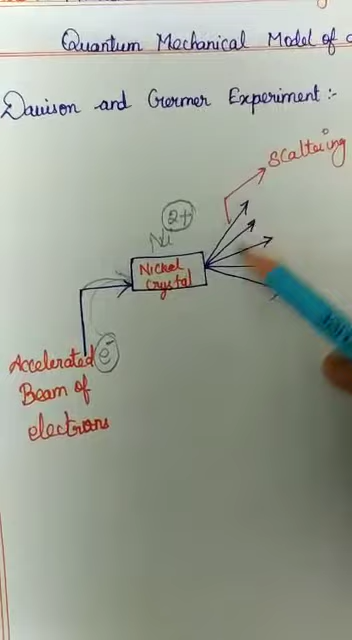 Quantum Mechanical Model of a
Davison and Germer Experiment :-
Scattering
2+
Ni
Nickel
Crystal
Accelerated e-
Beam of
electrons